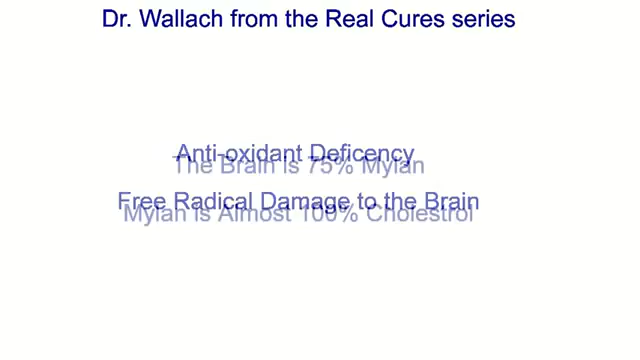 Dr. Wallach from the Real Cures series
Anti-oxidant Deficency
The Brain is 75% Mylan
Free Radical Damage to the Brain
Mylan is Almost 100% Cholestrol